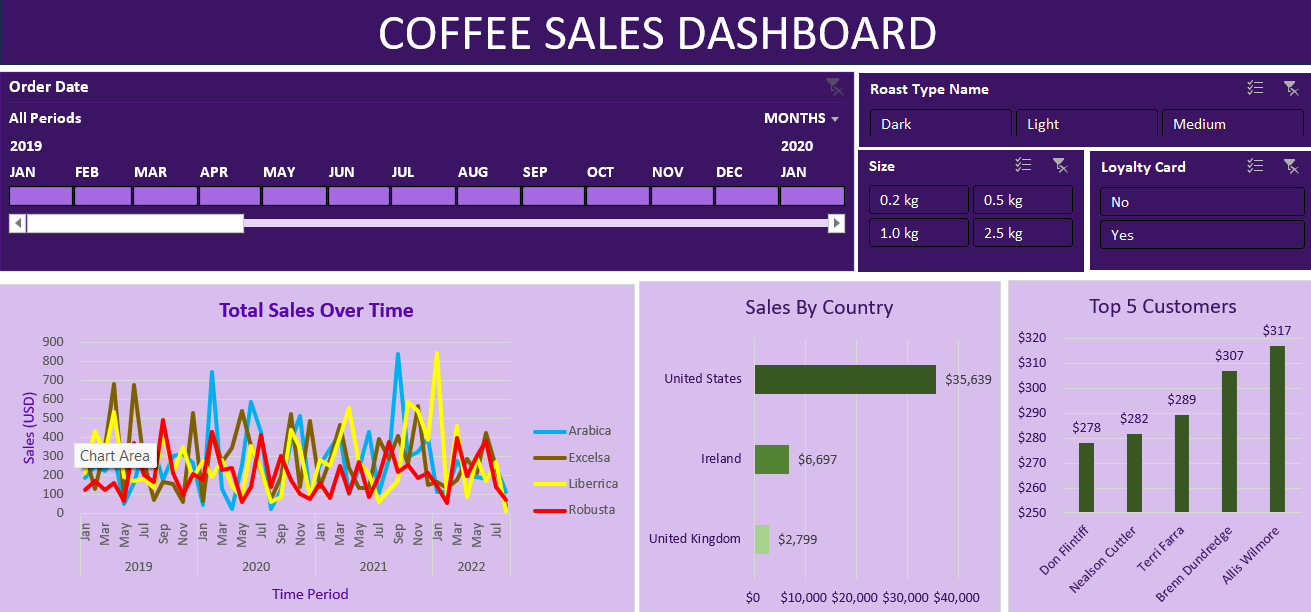 COFFEE SALES DASHBOARD
Order Date
All Periods
MONTHS
2019 2020
JAN FEB MAR APR MAY JUN JUL AUG SEP OCT NOV DEC JAN
Roast Type Name
Dark Light Medium
Size
0.2 kg 0.5 kg
1.0 kg 2.5 kg
Loyalty Card
No
Yes
Total Sales Over Time
Sales (USD)
900
800
700
600
500
400
300
200
100
0
Chart Area
Jan Mar May Jul Sep Nov Jan Mar May Jul Sep Nov Jan Mar May Jul Sep Nov Jan Mar May Jul
2019 2020 2021 2022
Time Period
Arabica
Excelsa
Liberrica
Robusta
Sales By Country
United States $35,639
Ireland $6,697
United Kingdom $2,799
$0 $10,000 $20,000 $30,000 $40,000
Top 5 Customers
$320
$310
$300
$290
$280
$270
$260
$250
$278 $282 $289 $307 $317
Don Flintiff
Nealson Cuttler
Terri Farra
Brenn Dundredge
Allis Wilmore